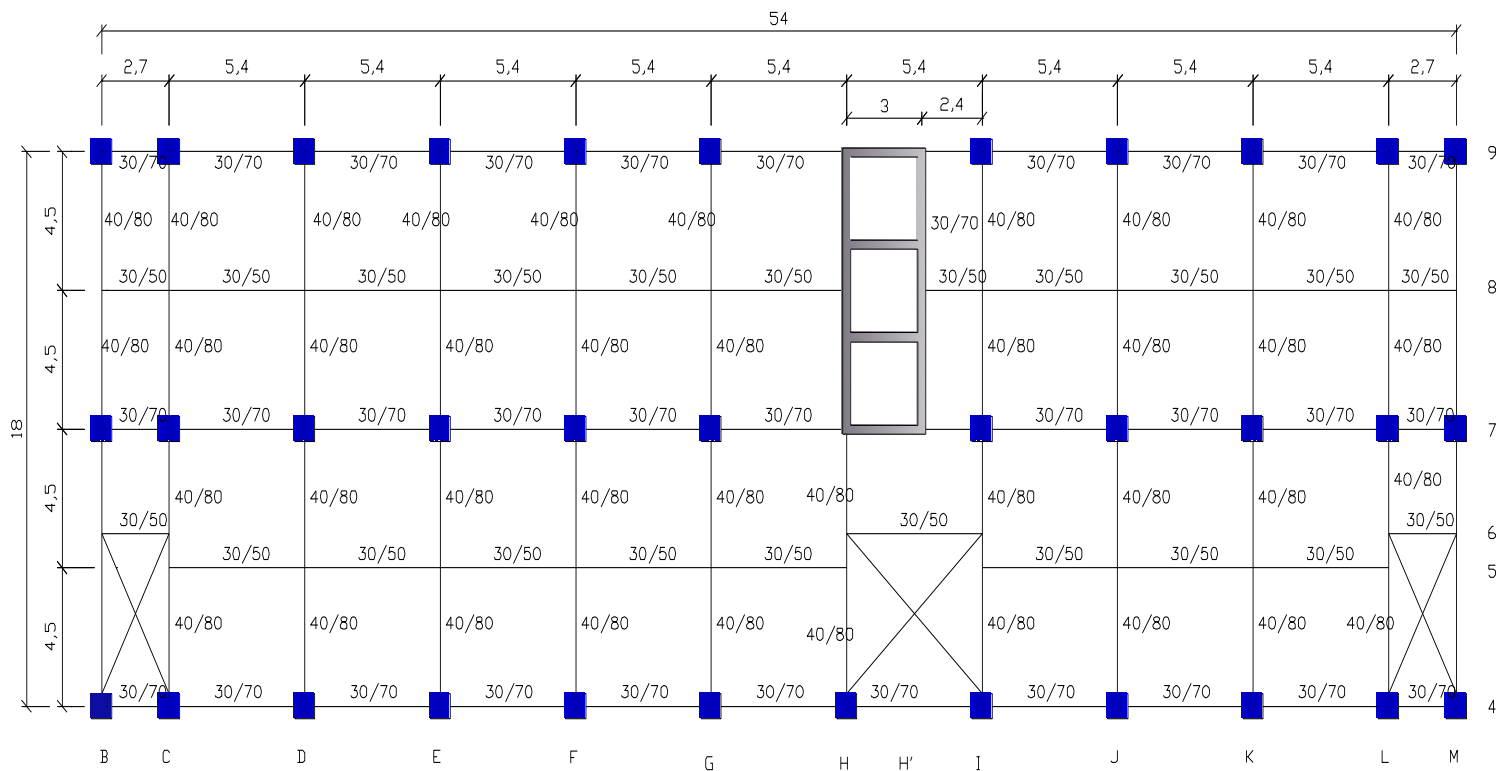 54
2,7 5,4 5,4 5,4 5,4 5,4 5,4 5,4 5,4 5,4 2,7
3 2,4
30/70 30/70 30/70 30/70 30/70 30/70 30/70 30/70 30/70 30/70 9
4,5 40/80 40/80 40/80 40/80 40/80 40/80 30/70 40/80 40/80 40/80 40/80
30/50 30/50 30/50 30/50 30/50 30/50 30/50 30/50 30/50 30/50 30/50 8
4,5 40/80 40/80 40/80 40/80 40/80 40/80 40/80 40/80 40/80 40/80
18
30/70 30/70 30/70 30/70 30/70 30/70 30/70 30/70 30/70 30/70 7
40/80
4,5 40/80 40/80 40/80 40/80 40/80 40/80 40/80 40/80 40/80
30/50 30/50 30/50 6
30/50 30/50 30/50 30/50 30/50 30/50 30/50 30/50 5
4,5 40/80 40/80 40/80 40/80 40/80 40/80 40/80 40/80 40/80 40/80
30/70 30/70 30/70 30/70 30/70 30/70 30/70 30/70 30/70 30/70 30/70 4
B C D E F G H H' I J K L M